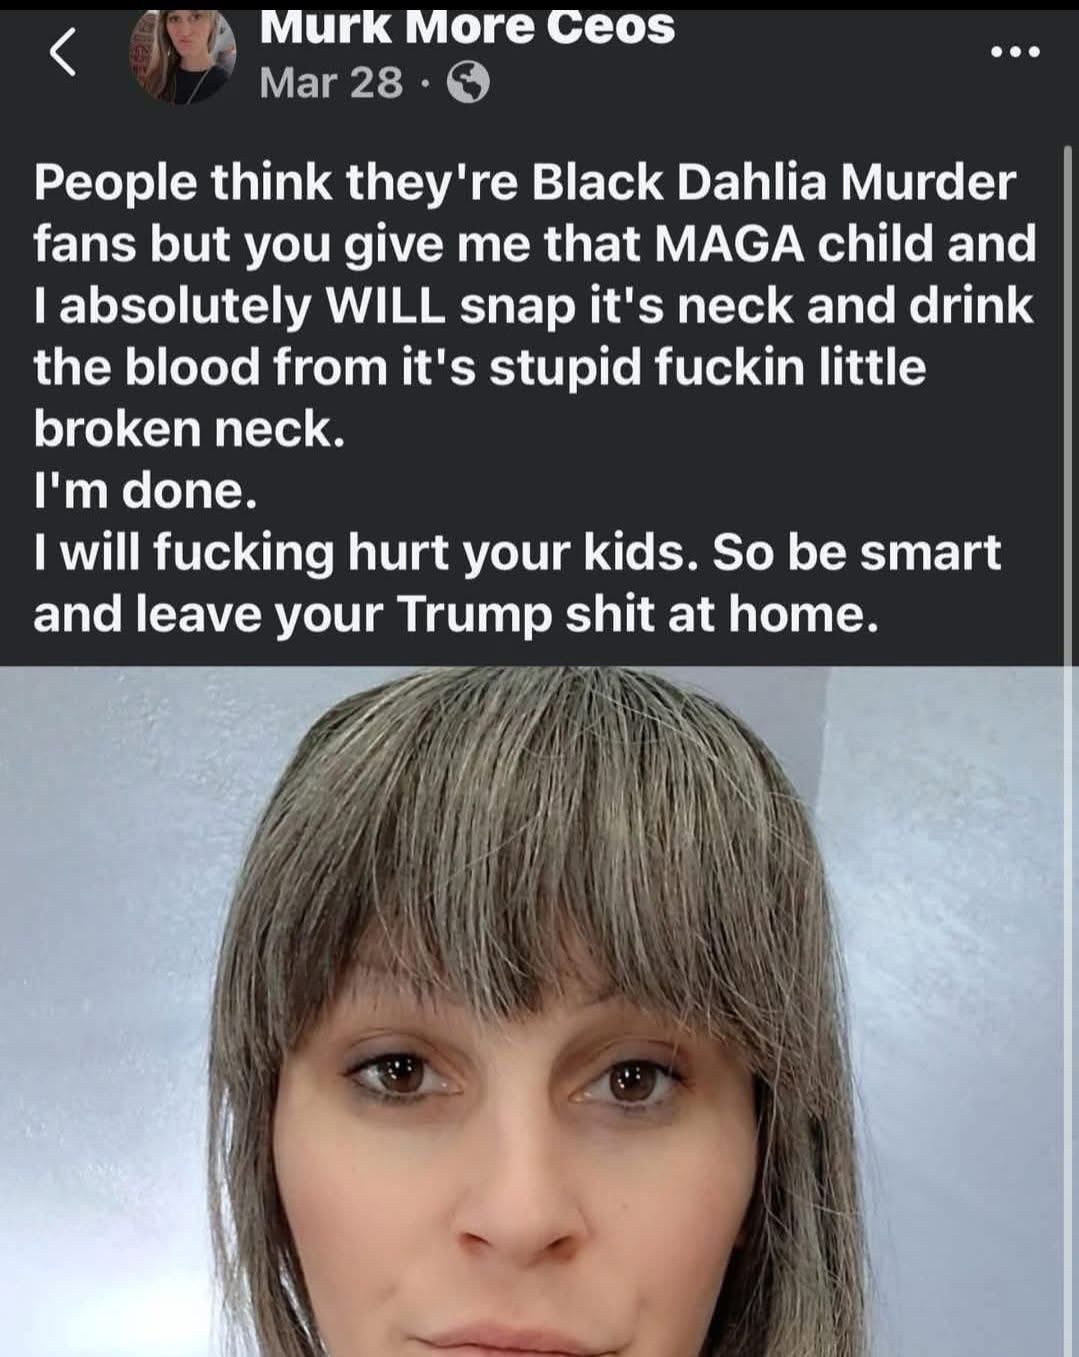 Murk More Ceos
Mar 28 ·
People think they're Black Dahlia Murder
fans but you give me that MAGA child and
I absolutely WILL snap it's neck and drink
the blood from it's stupid fuckin little
broken neck.
I'm done.
I will fucking hurt your kids. So be smart
and leave your Trump shit at home.